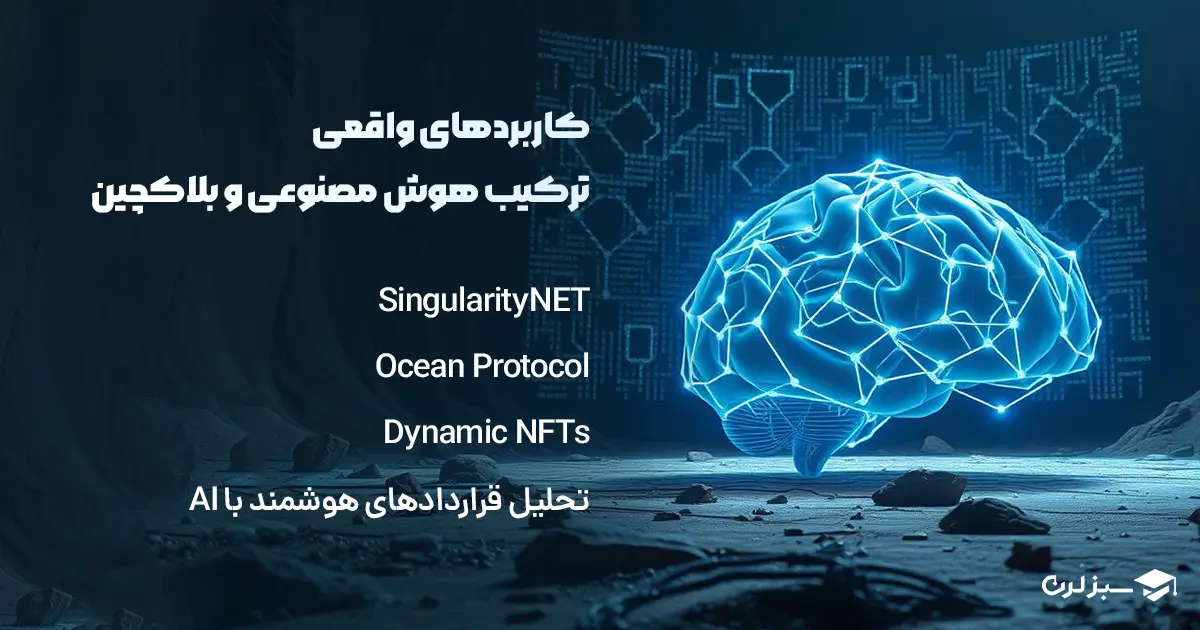 کاربردهای واقعی
ترکیب هوش مصنوعی و بلاکچین
SingularityNET
Ocean Protocol
Dynamic NFTs
تحلیل قراردادهای هوشمند با AI
سبزلرن